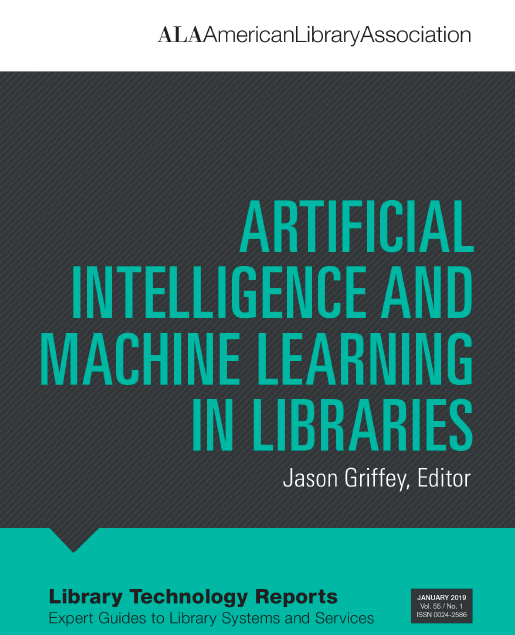 ALAAmericanLibraryAssociation
ARTIFICIAL
INTELLIGENCE AND
MACHINE LEARNING
IN LIBRARIES
Jason Griffey, Editor
Library Technology Reports
Expert Guides to Library Systems and Services
JANUARY 2019
Vol. 55 / No. 1
ISSN 0024-2586